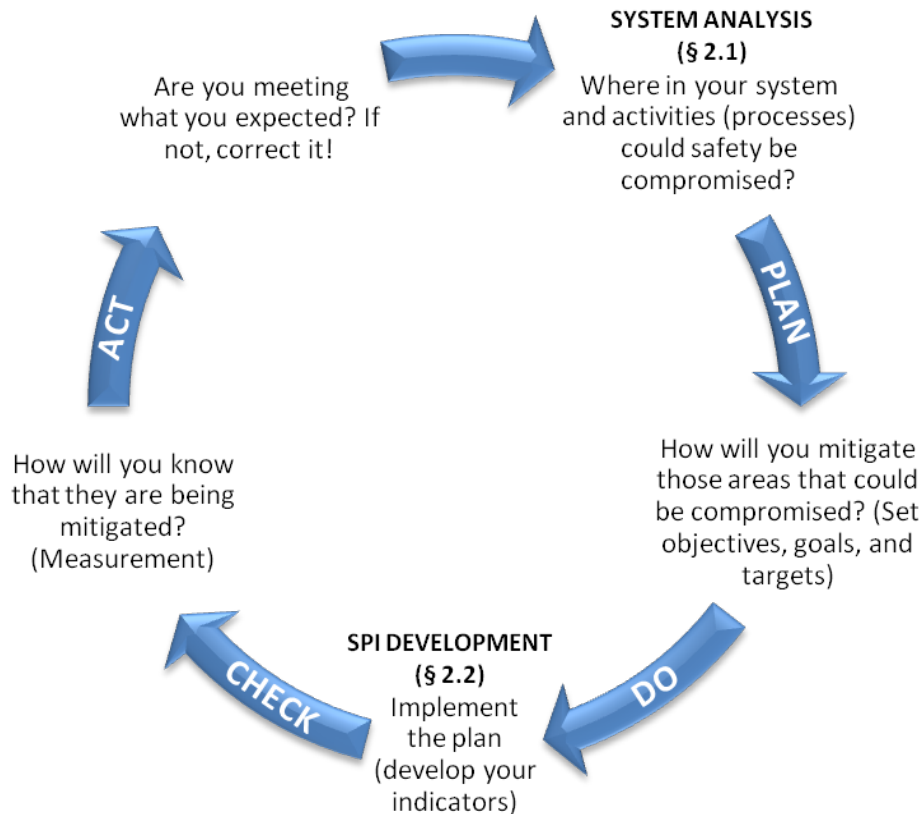 SYSTEM ANALYSIS
(§ 2.1)
Where in your system
and activities (processes)
could safety be
compromised?
PLAN
How will you mitigate
those areas that could
be compromised? (Set
objectives, goals, and
targets)
DO
SPI DEVELOPMENT
(§ 2.2)
Implement
the plan
(develop your
indicators)
CHECK
How will you know
that they are being
mitigated?
(Measurement)
ACT
Are you meeting
what you expected? If
not, correct it!